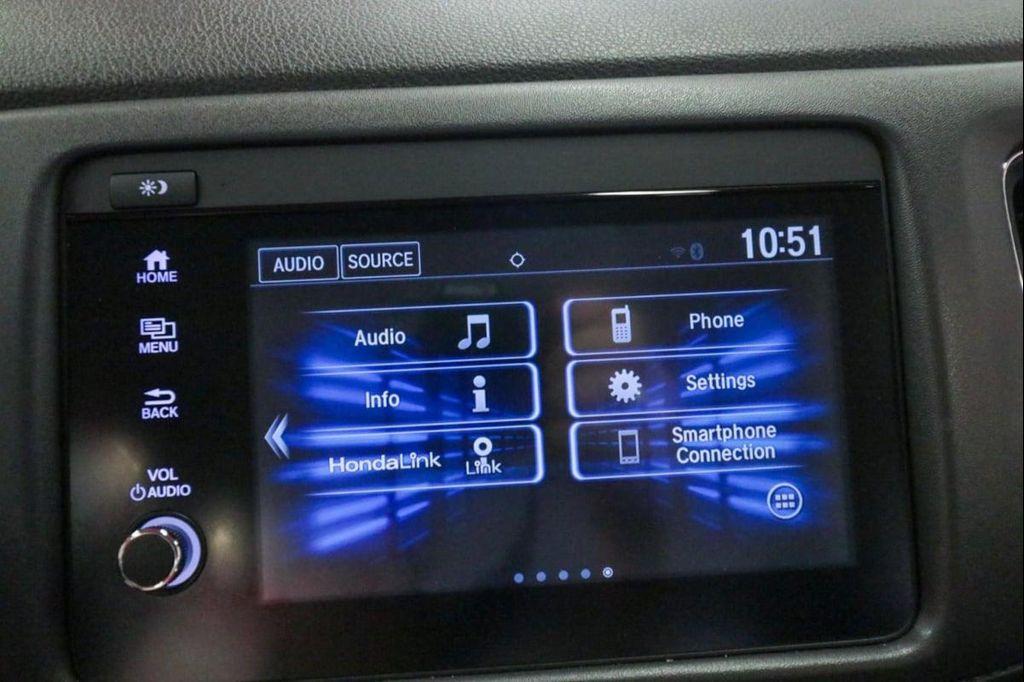 HOME
MENU
BACK
VOL
AUDIO
AUDIO SOURCE
10:51
Audio
Phone
Info
Settings
HondaLink
Link
Smartphone
Connection